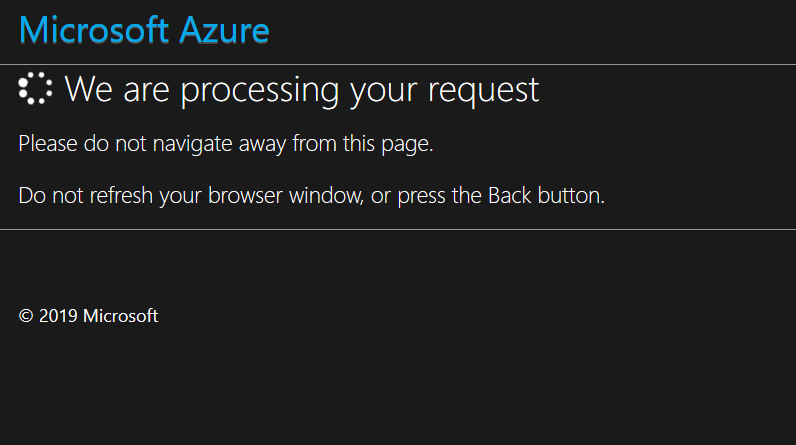 Microsoft Azure
We are processing your request
Please do not navigate away from this page.
Do not refresh your browser window, or press the Back button.
© 2019 Microsoft